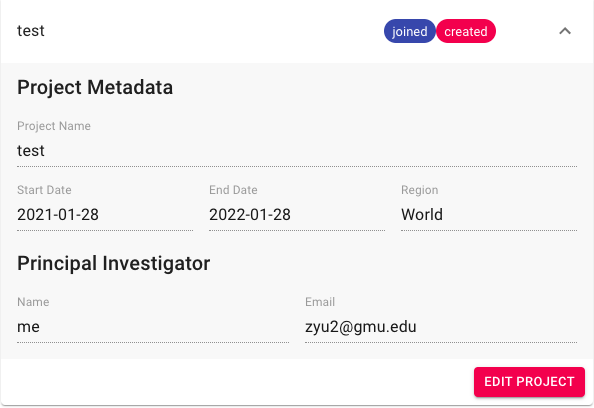 test joined created
Project Metadata
Project Name
test
Start Date End Date Region
2021-01-28 2022-01-28 World
Principal Investigator
Name Email
me zyu2@gmu.edu
EDIT PROJECT